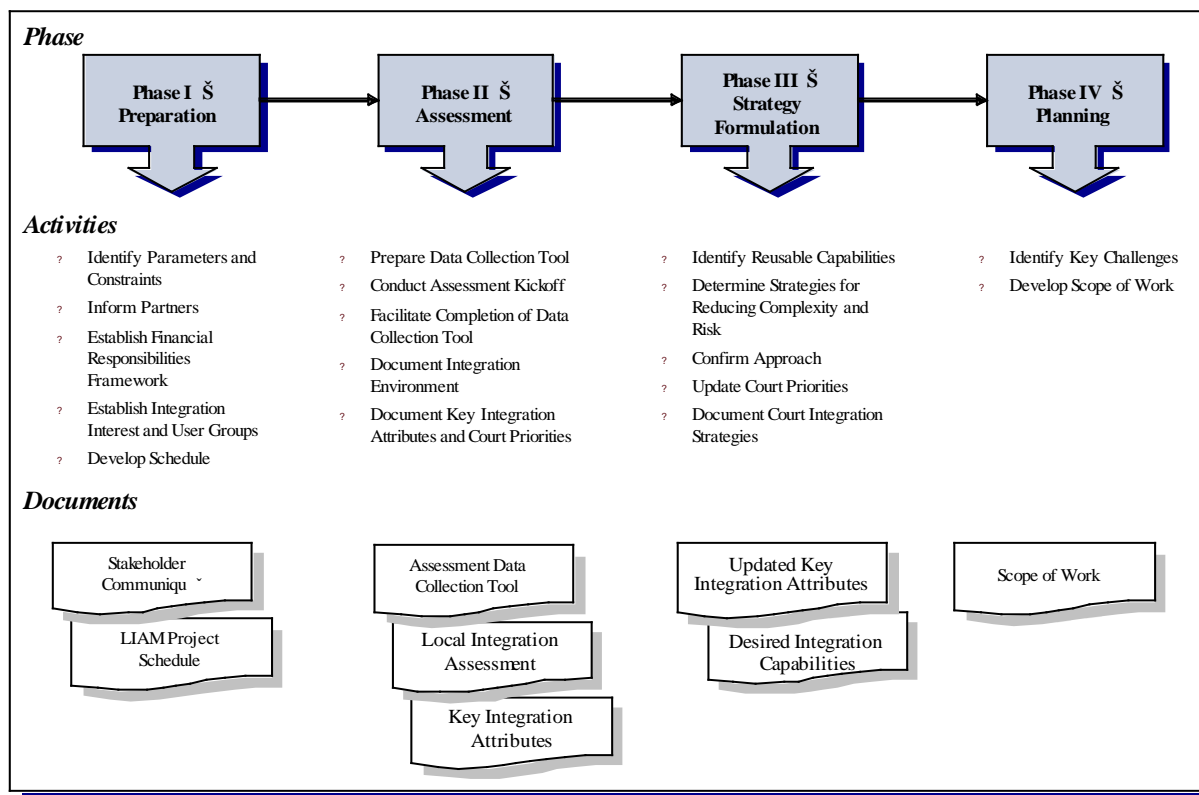 Phase
Phase I Š
Preparation
Phase II Š
Assessment
Phase III Š
Strategy
Formulation
Phase IV Š
Planning
Activities
? Identify Parameters and
Constraints
? Inform Partners
? Establish Financial
Responsibilities
Framework
? Establish Integration
Interest and User Groups
? Develop Schedule
? Prepare Data Collection Tool
? Conduct Assessment Kickoff
? Facilitate Completion of Data
Collection Tool
? Document Integration
Environment
? Document Key Integration
Attributes and Court Priorities
? Identify Reusable Capabilities
? Determine Strategies for
Reducing Complexity and
Risk
? Confirm Approach
? Update Court Priorities
? Document Court Integration
Strategies
? Identify Key Challenges
? Develop Scope of Work
Documents
Stakeholder
Communiqu ˇ
LIAM Project
Schedule
Assessment Data
Collection Tool
Local Integration
Assessment
Key Integration
Attributes
Updated Key
Integration Attributes
Desired Integration
Capabilities
Scope of Work